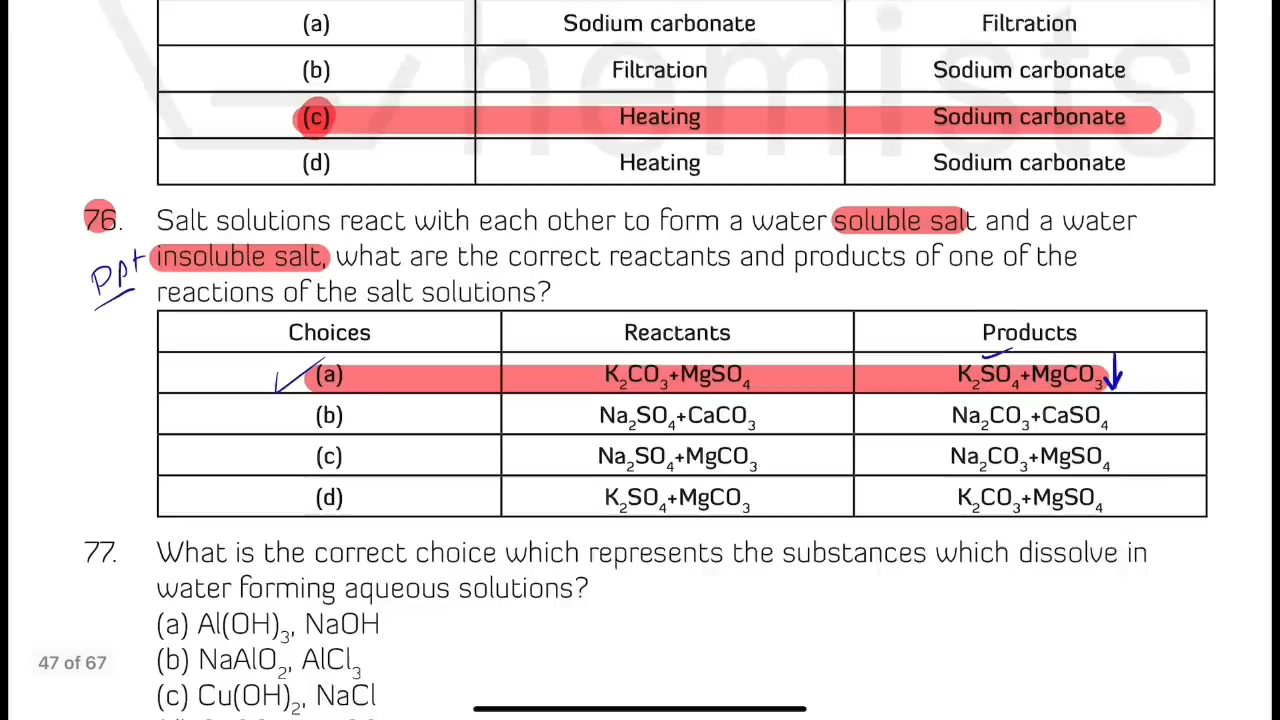 (a) Sodium carbonate Filtration
(b) Filtration Sodium carbonate
(c) Heating Sodium carbonate
(d) Heating Sodium carbonate
hemists
76. Salt solutions react with each other to form a water soluble salt and a water
ppt insoluble salt, what are the correct reactants and products of one of the
reactions of the salt solutions?
Choices Reactants Products
(a) K₂CO₃+MgSO₄ K₂SO₄+MgCO₃↓
(b) Na₂SO₄+CaCO₃ Na₂CO₃+CaSO₄
(c) Na₂SO₄+MgCO₃ Na₂CO₃+MgSO₄
(d) K₂SO₄+MgCO₃ K₂CO₃+MgSO₄
77. What is the correct choice which represents the substances which dissolve in
water forming aqueous solutions?
(a) Al(OH)₃, NaOH
(b) NaAlO₂, AlCl₃
(c) Cu(OH)₂, NaCl
47 of 67